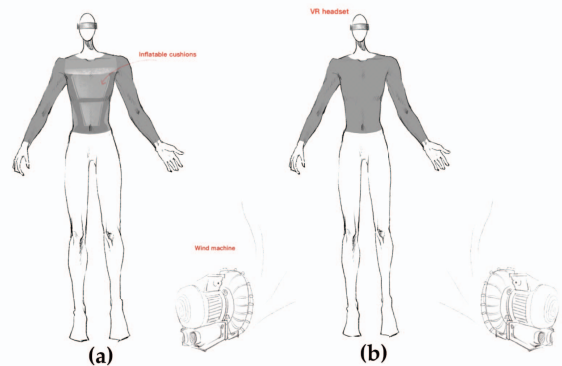 VR headset
Inflatable cushions
Wind machine
(a)
(b)